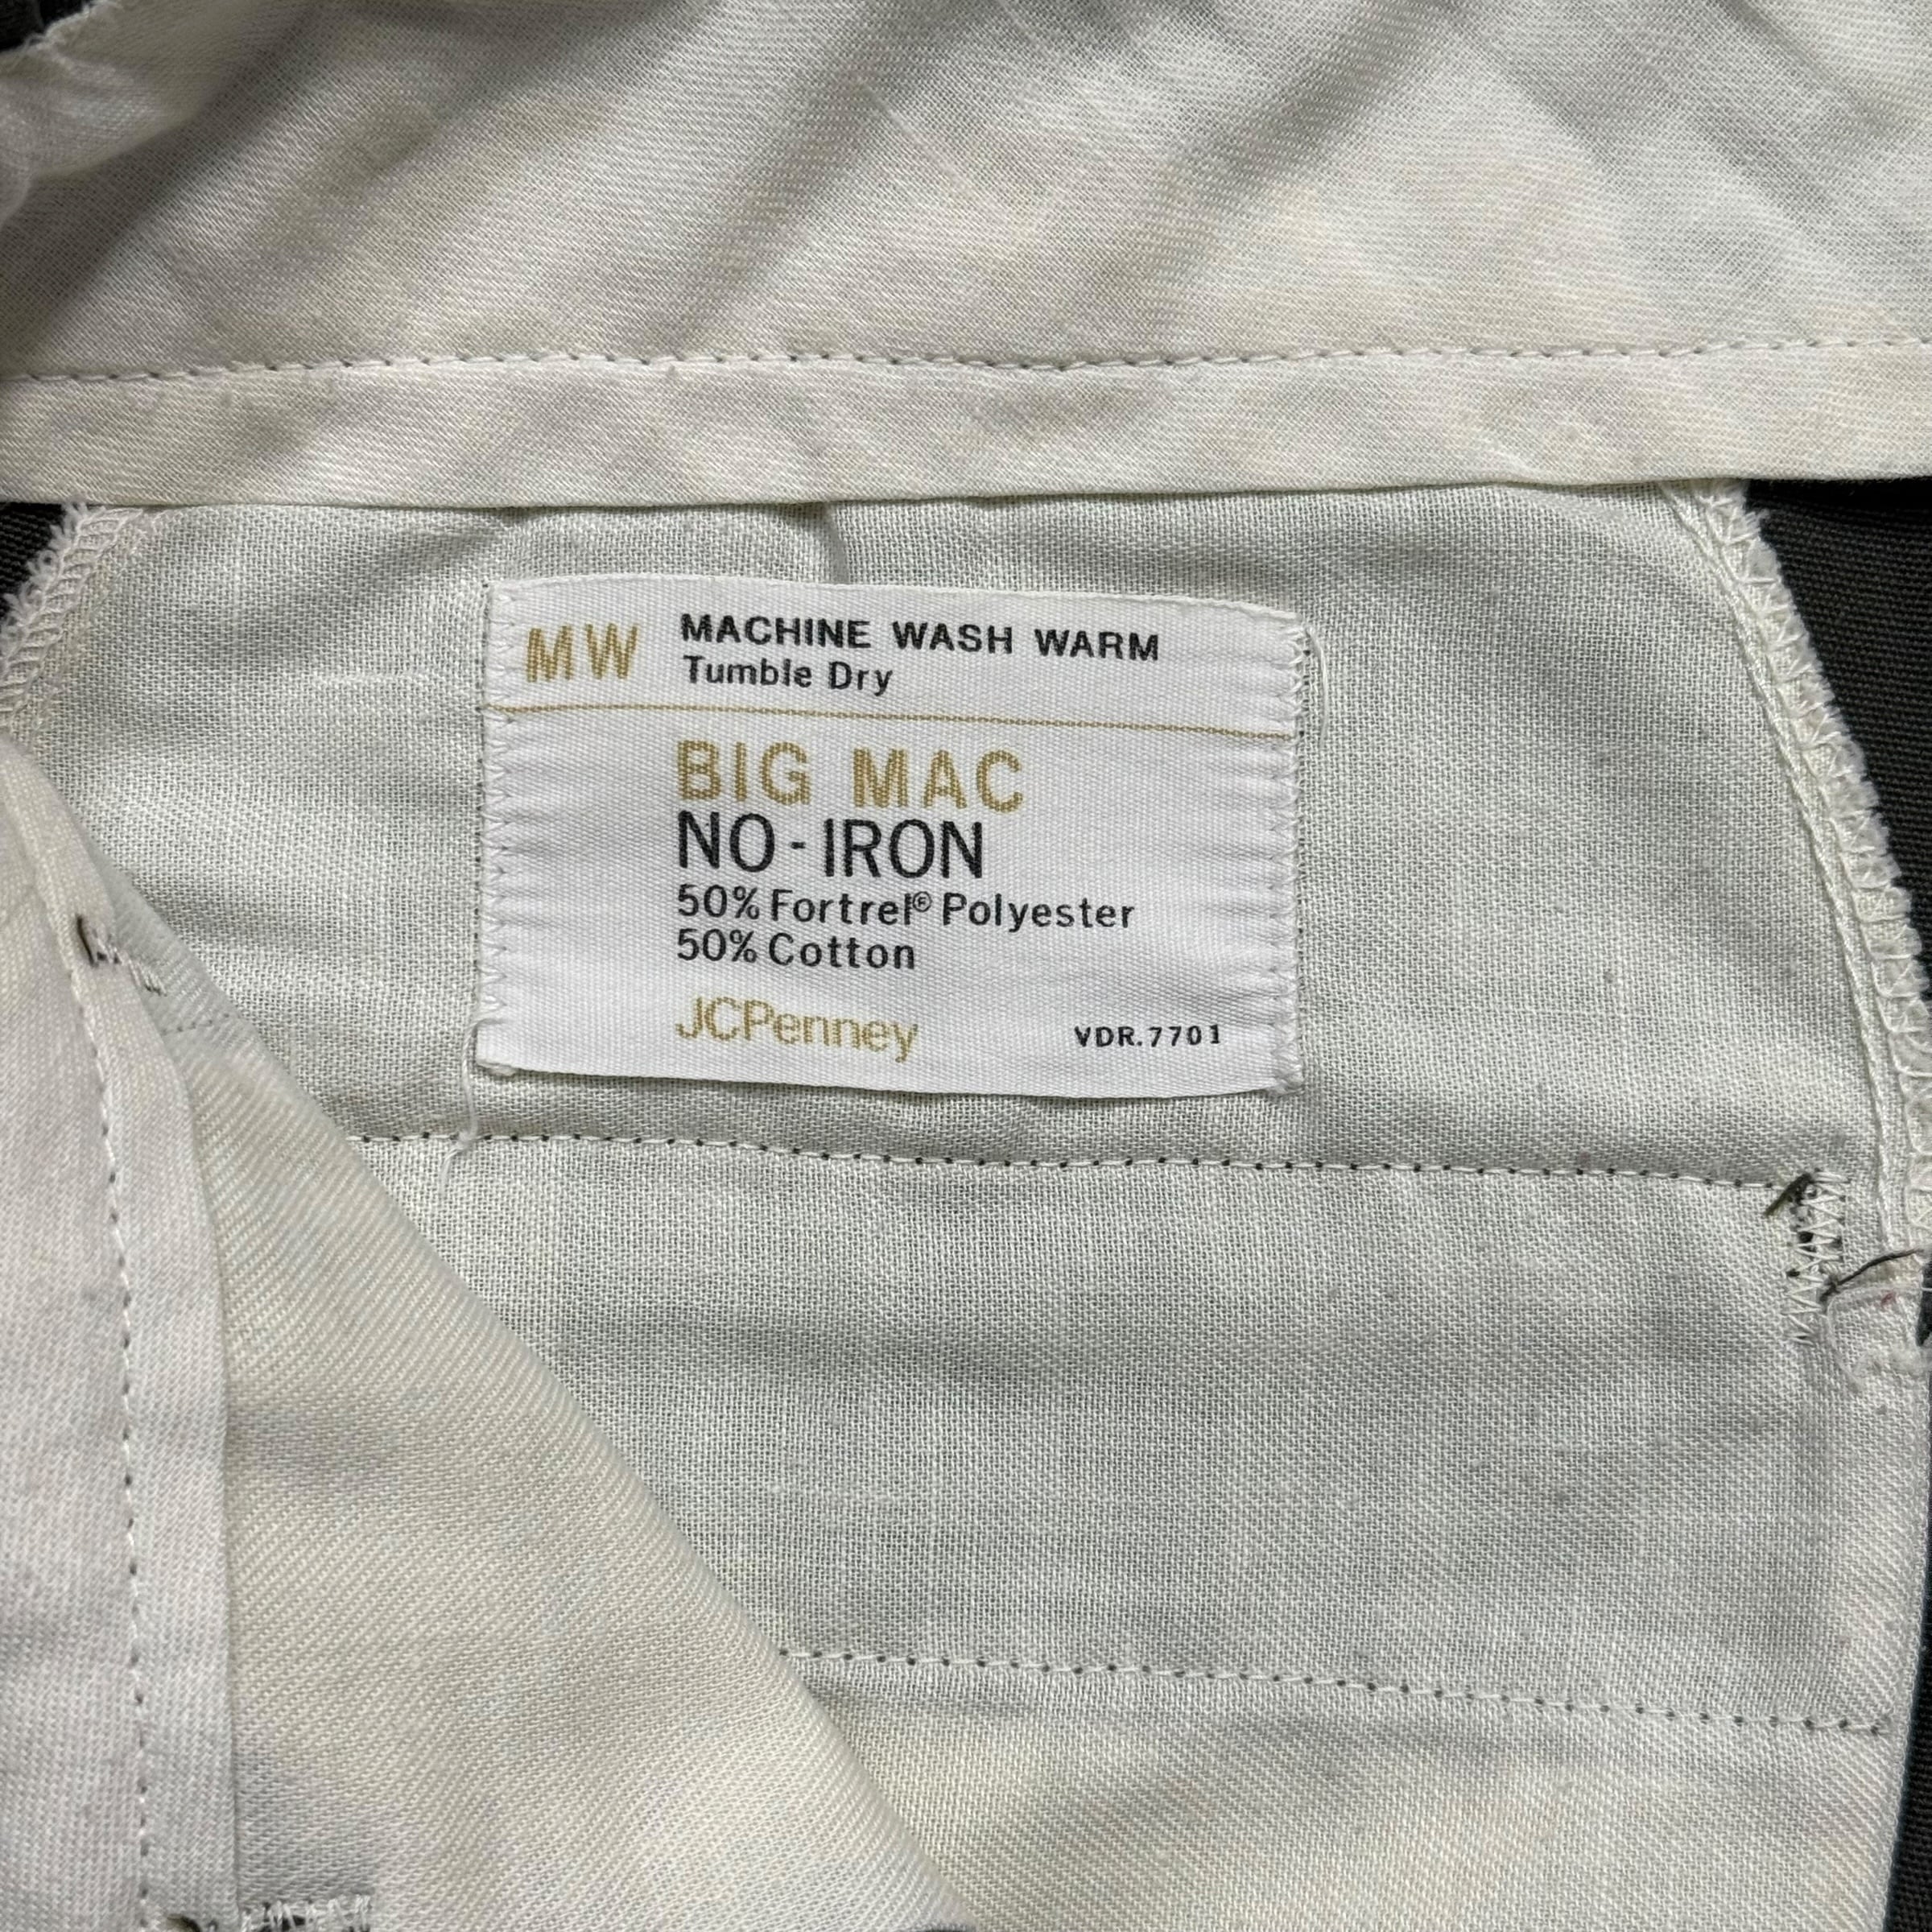 MW MACHINE WASH WARM
Tumble Dry
BIG MAC
NO-IRON
50% Fortrel® Polyester
50% Cotton
JCPenney VDR.7701